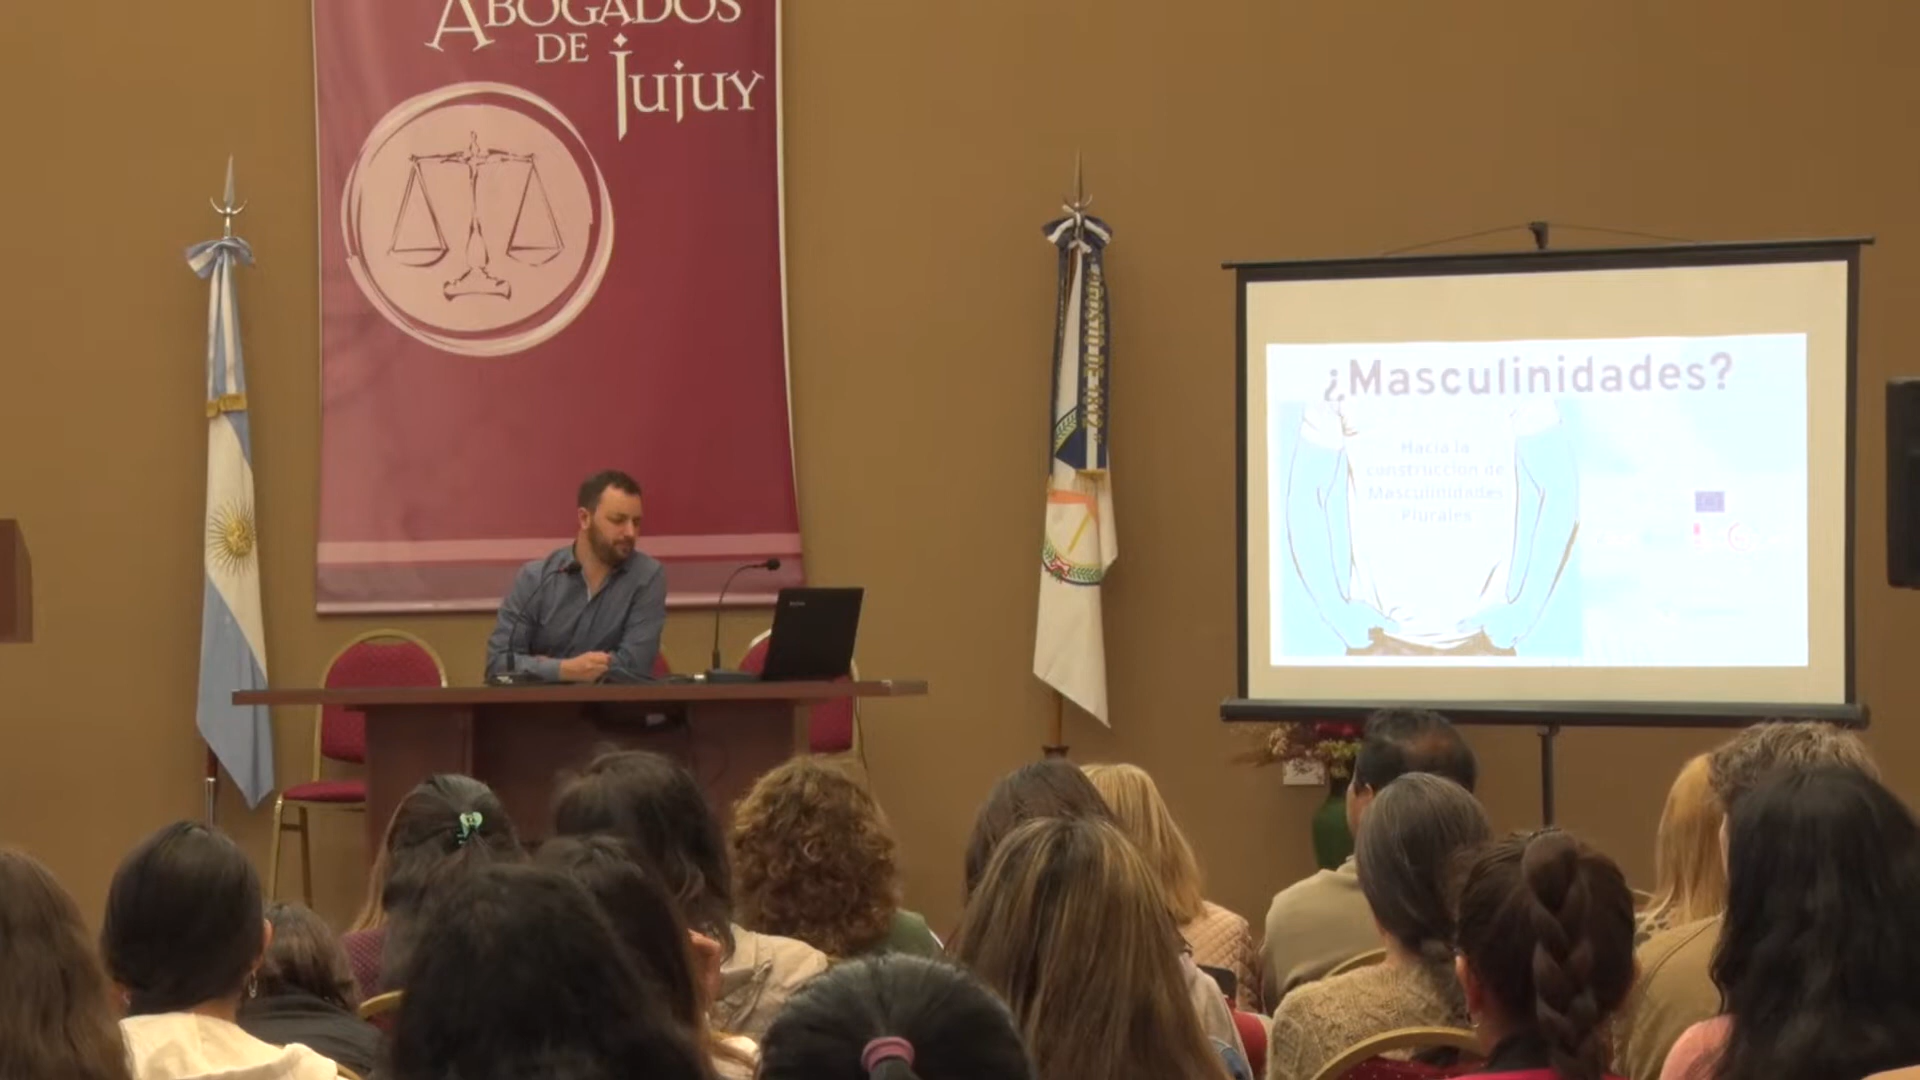 ABOGADOS
DE
Jujuy
¿Masculinidades?
Hacia la
construcción de
Masculinidades
Plurales